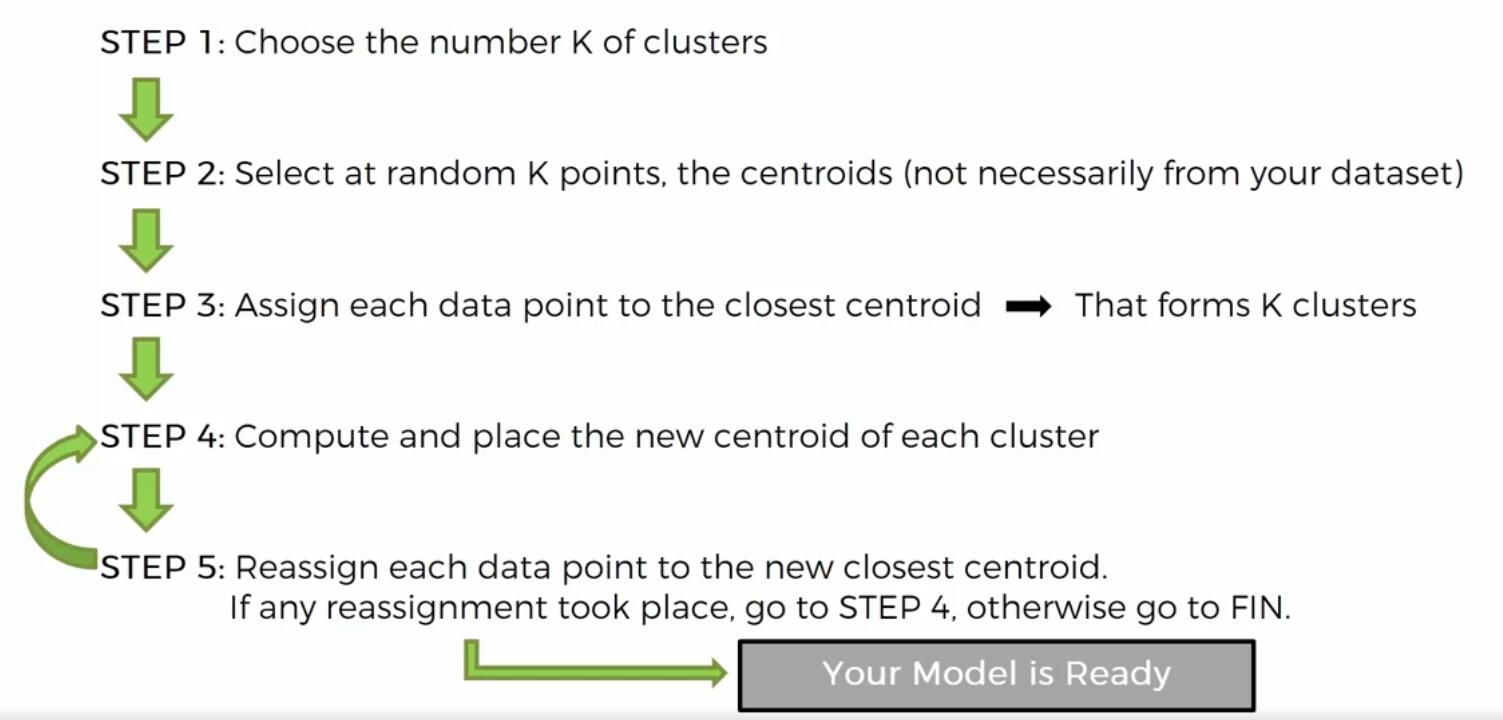 STEP 1: Choose the number K of clusters
STEP 2: Select at random K points, the centroids (not necessarily from your dataset)
STEP 3: Assign each data point to the closest centroid ➡ That forms K clusters
STEP 4: Compute and place the new centroid of each cluster
STEP 5: Reassign each data point to the new closest centroid.
If any reassignment took place, go to STEP 4, otherwise go to FIN.
Your Model is Ready